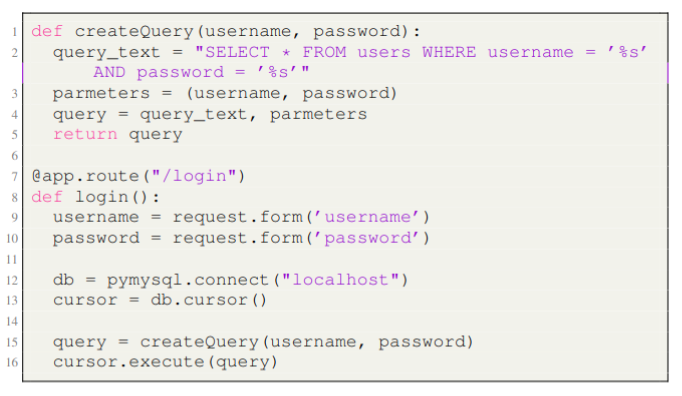 1 def createQuery(username, password):
2 query_text = "SELECT * FROM users WHERE username = '%s'
AND password = '%s'"
3 parmeters = (username, password)
4 query = query_text, parmeters
5 return query
6
7 @app.route("/login")
8 def login():
9 username = request.form('username')
10 password = request.form('password')
11
12 db = pymysql.connect("localhost")
13 cursor = db.cursor()
14
15 query = createQuery(username, password)
16 cursor.execute(query)